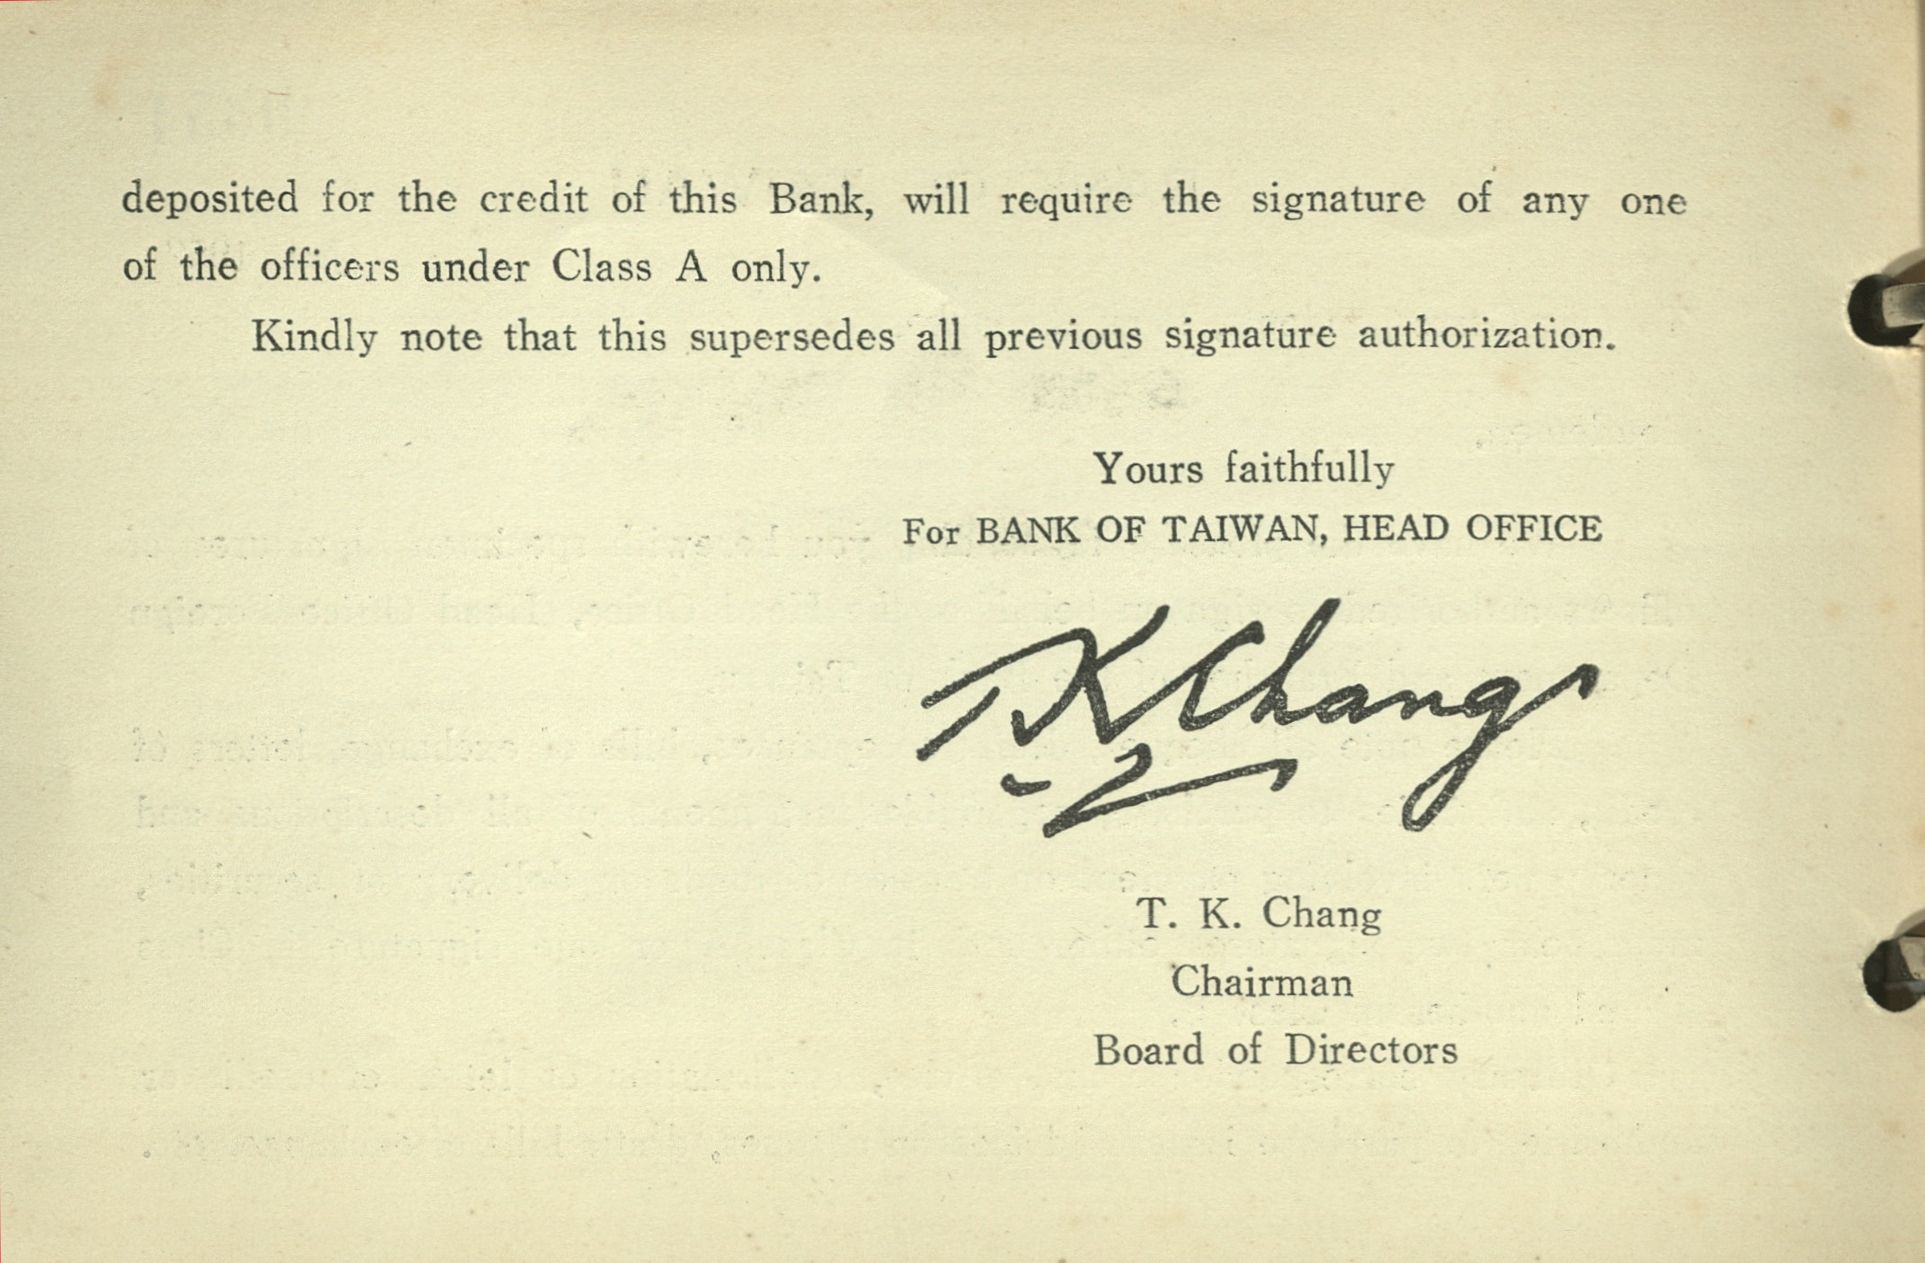 deposited for the credit of this Bank, will require the signature of any one
of the officers under Class A only.
Kindly note that this supersedes all previous signature authorization.
Yours faithfully
For BANK OF TAIWAN, HEAD OFFICE
T. K. Chang
T. K. Chang
Chairman
Board of Directors